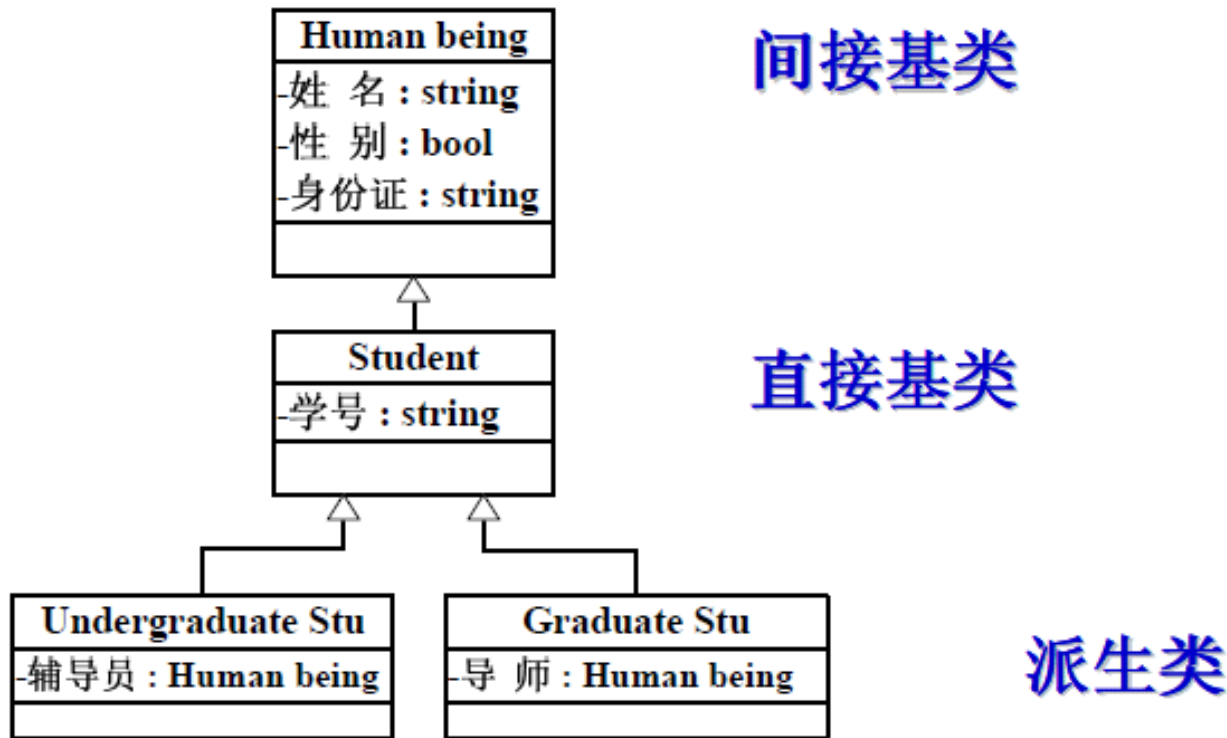 Human being
间接基类
-姓 名 : string
-性 别 : bool
-身份证 : string
Student
直接基类
-学号 : string
Undergraduate Stu
Graduate Stu
派生类
-辅导员 : Human being
-导 师 : Human being